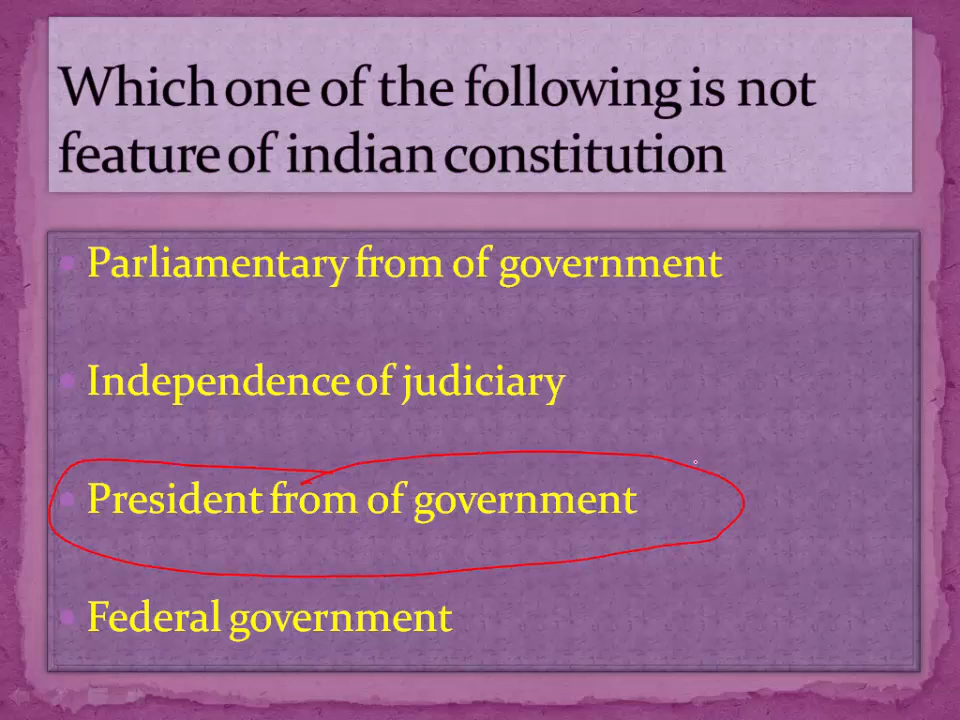 Which one of the following is not
feature of indian constitution
Parliamentary from of government
Independence of judiciary
President from of government
Federal government